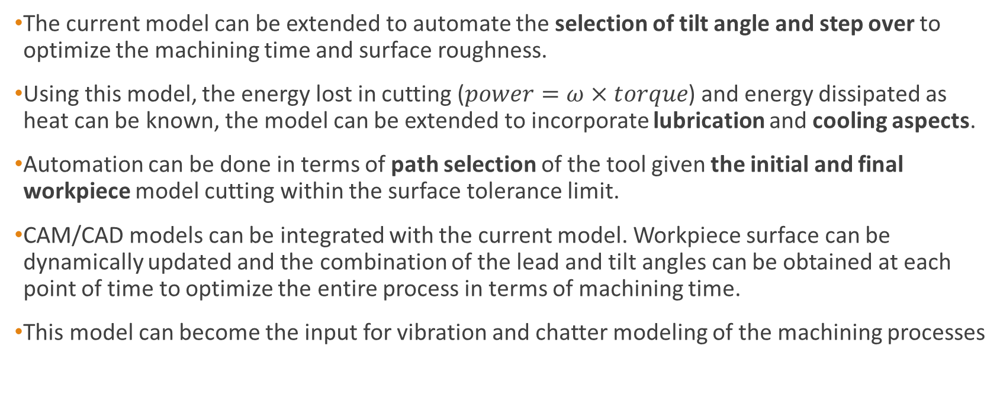 •The current model can be extended to automate the selection of tilt angle and step over to
optimize the machining time and surface roughness.
•Using this model, the energy lost in cutting (power = ω × torque) and energy dissipated as
heat can be known, the model can be extended to incorporate lubrication and cooling aspects.
•Automation can be done in terms of path selection of the tool given the initial and final
workpiece model cutting within the surface tolerance limit.
•CAM/CAD models can be integrated with the current model. Workpiece surface can be
dynamically updated and the combination of the lead and tilt angles can be obtained at each
point of time to optimize the entire process in terms of machining time.
•This model can become the input for vibration and chatter modeling of the machining processes